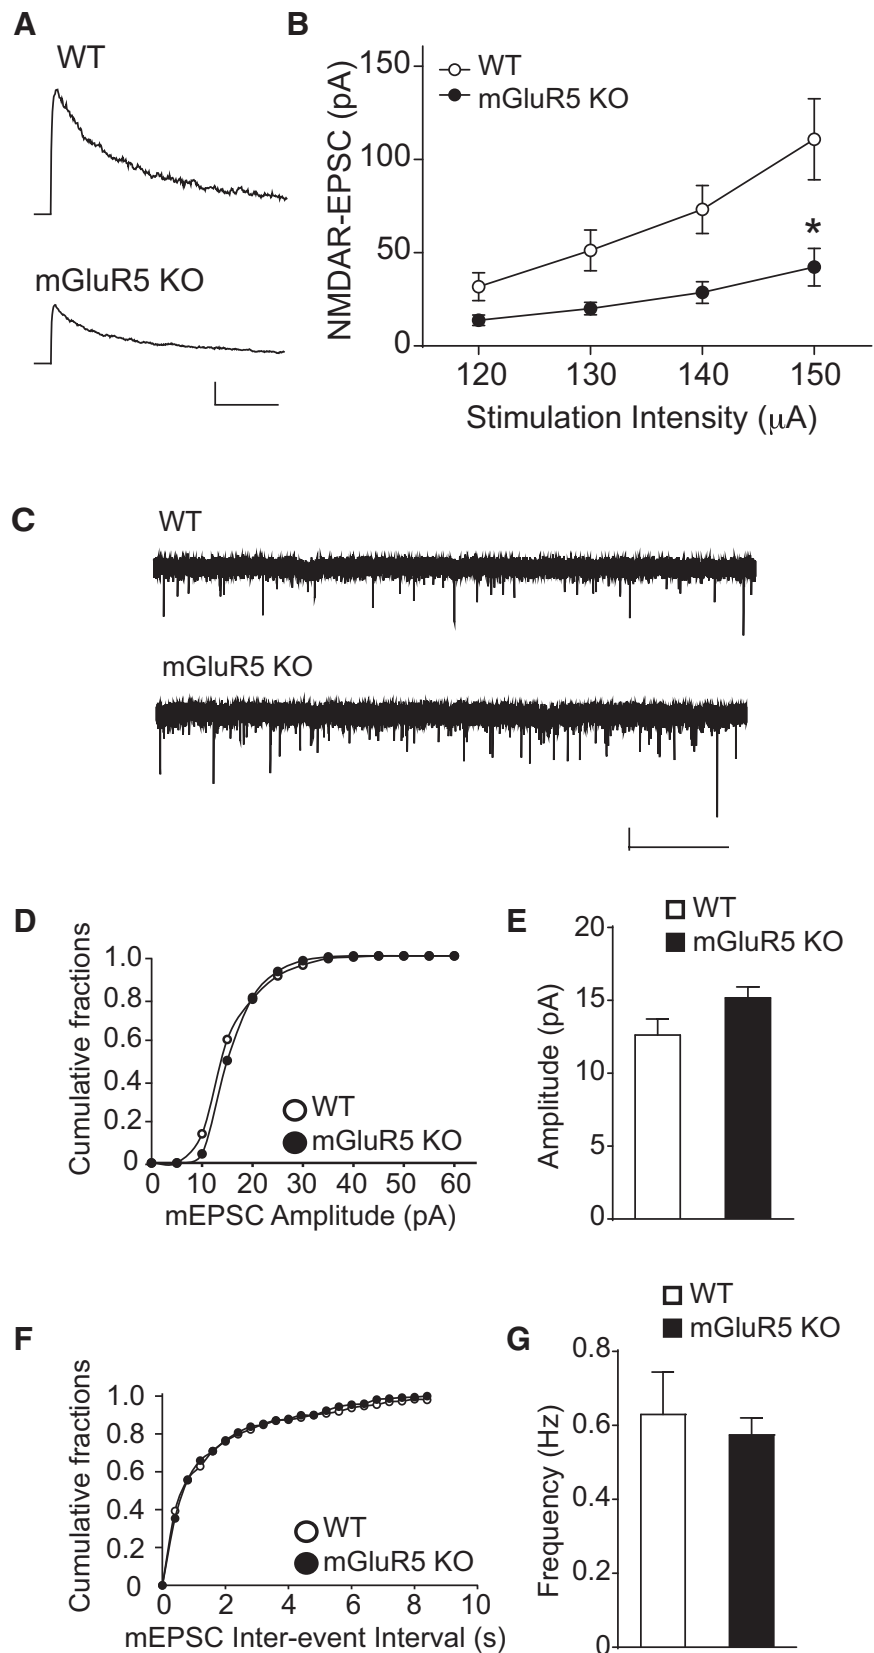 A
WT
mGluR5 KO
B
NMDAR-EPSC (pA)
150
100
50
0
WT
mGluR5 KO
*
120 130 140 150
Stimulation Intensity (μA)
C
WT
mGluR5 KO
D
Cumulative fractions
1.0
0.8
0.6
0.4
0.2
0
WT
mGluR5 KO
0 10 20 30 40 50 60
mEPSC Amplitude (pA)
E
WT
mGluR5 KO
Amplitude (pA)
20
15
10
5
0
F
Cumulative fractions
1.0
0.8
0.6
0.4
0.2
0
WT
mGluR5 KO
0 2 4 6 8 10
mEPSC Inter-event Interval (s)
G
WT
mGluR5 KO
Frequency (Hz)
0.8
0.6
0.4
0.2
0